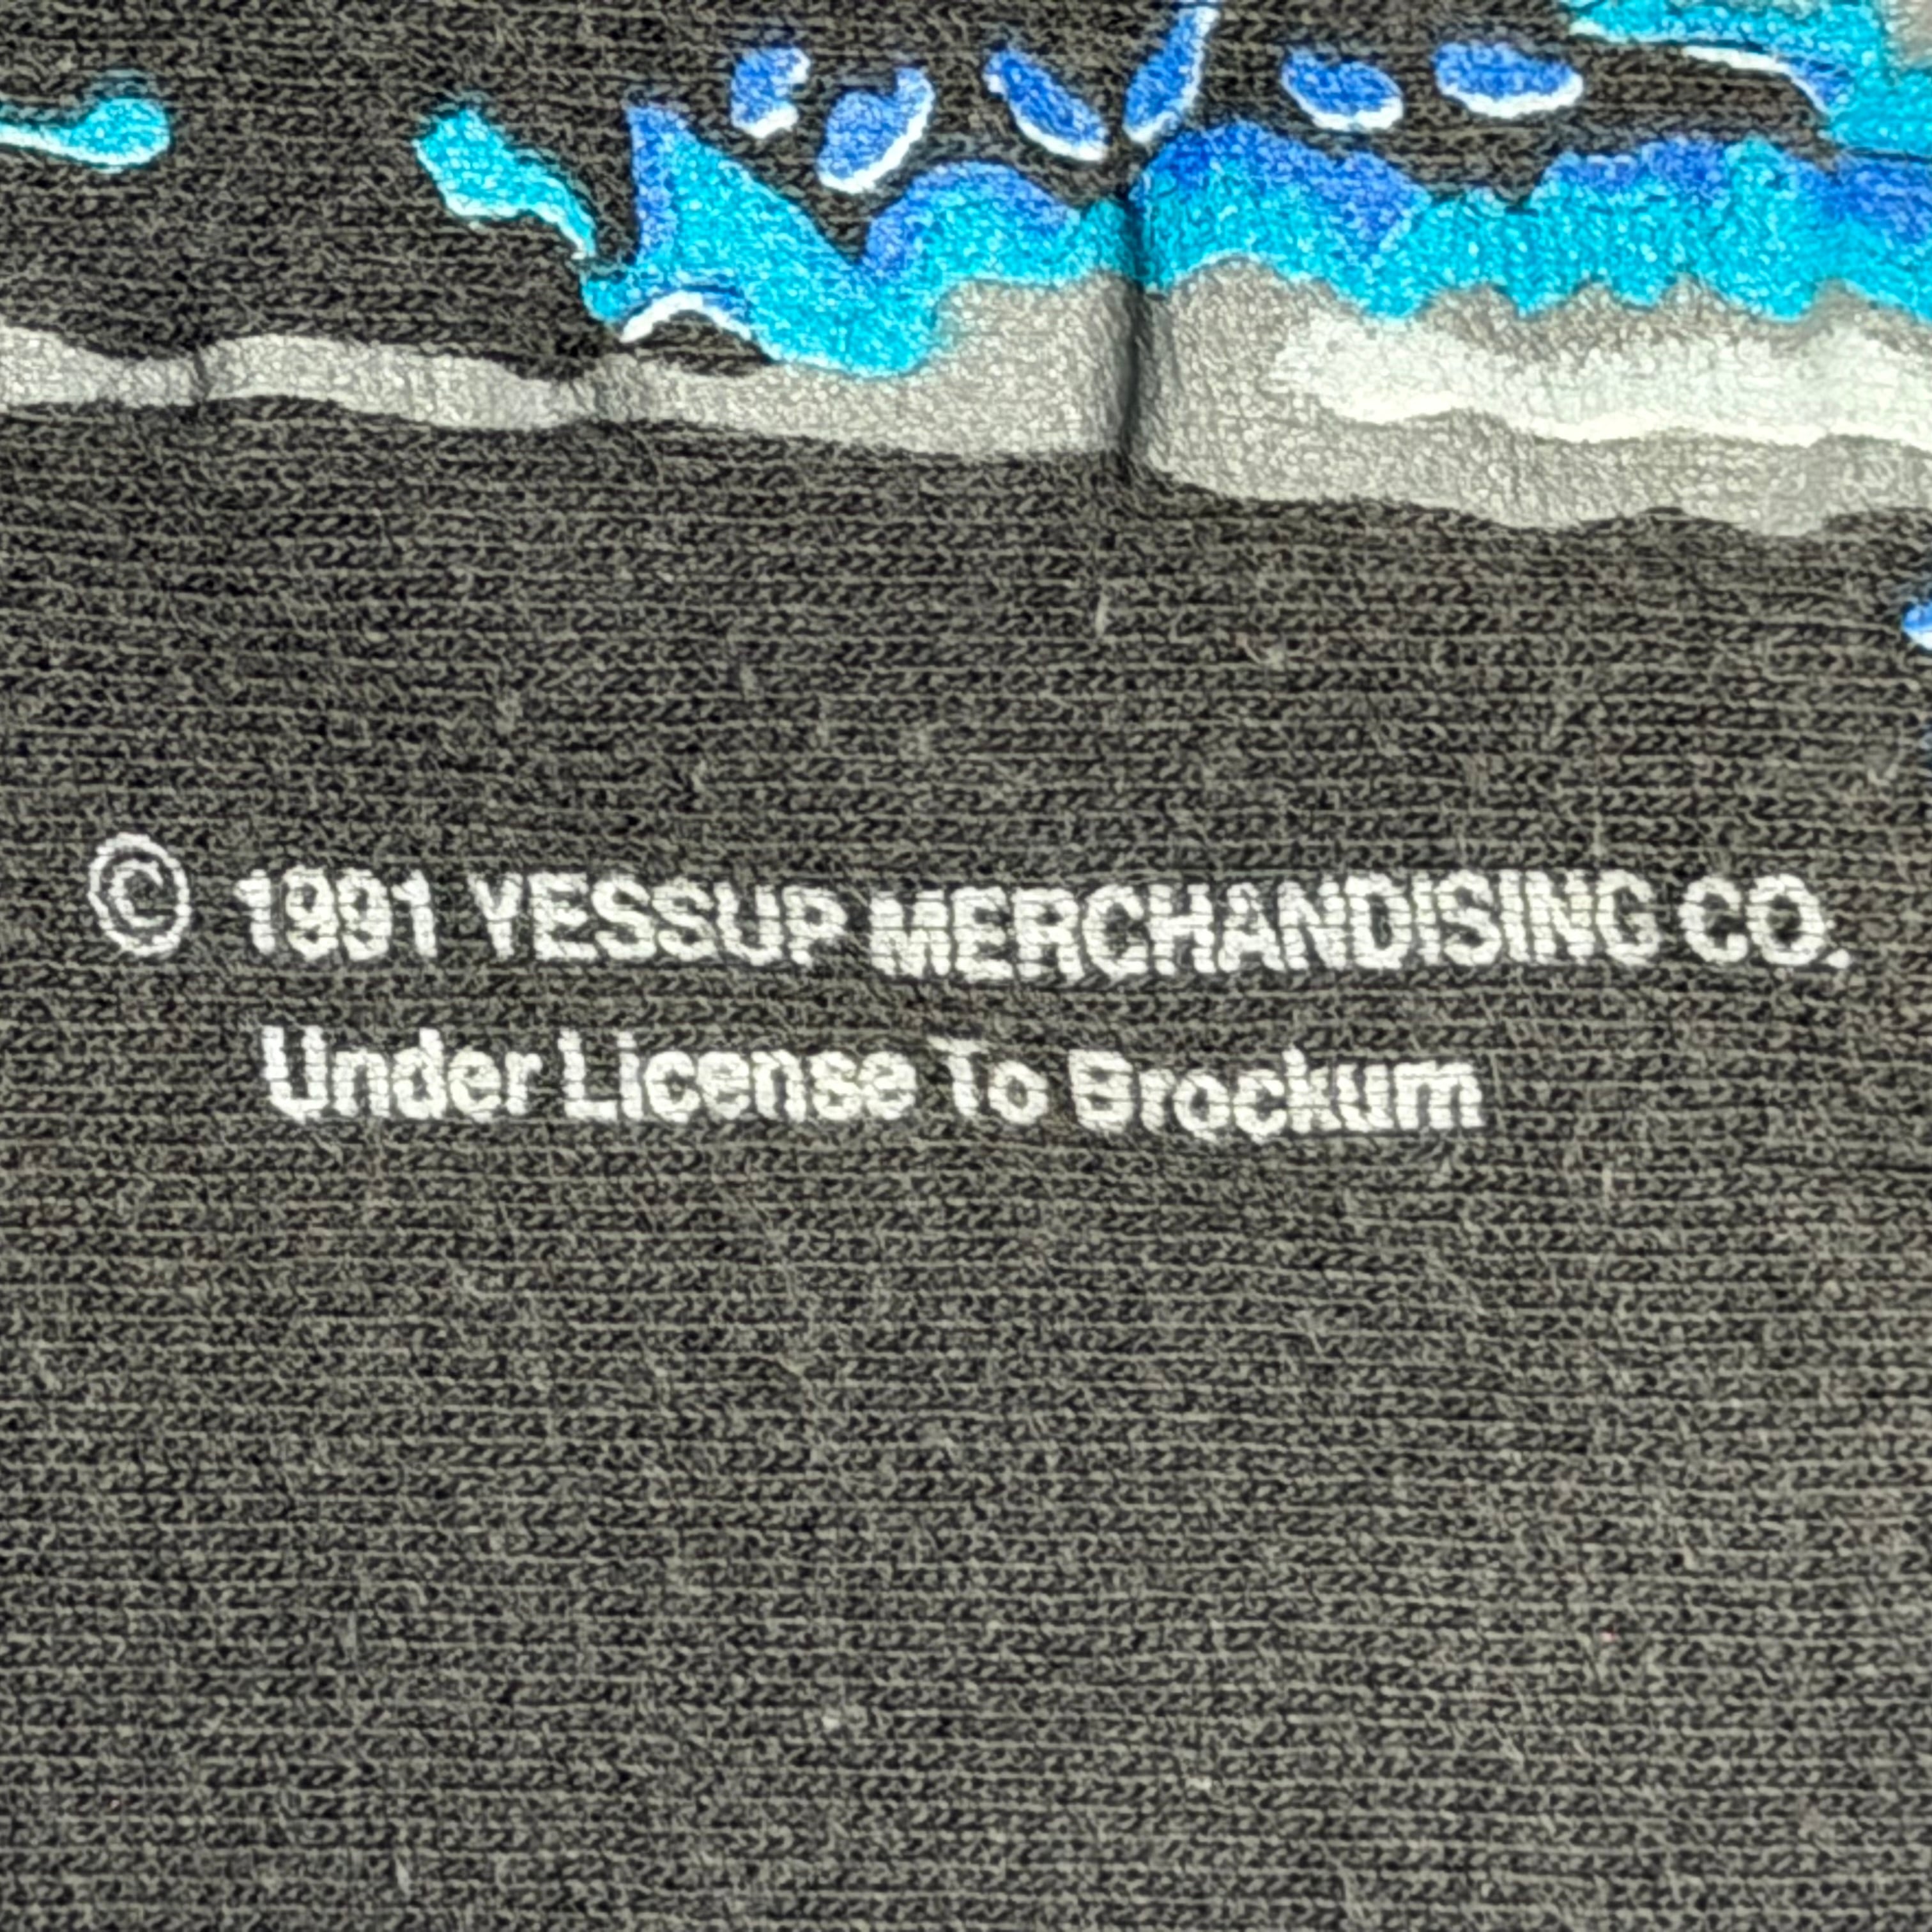 © 1991 YESSUP MERCHANDISING CO.
Under License To Brockum